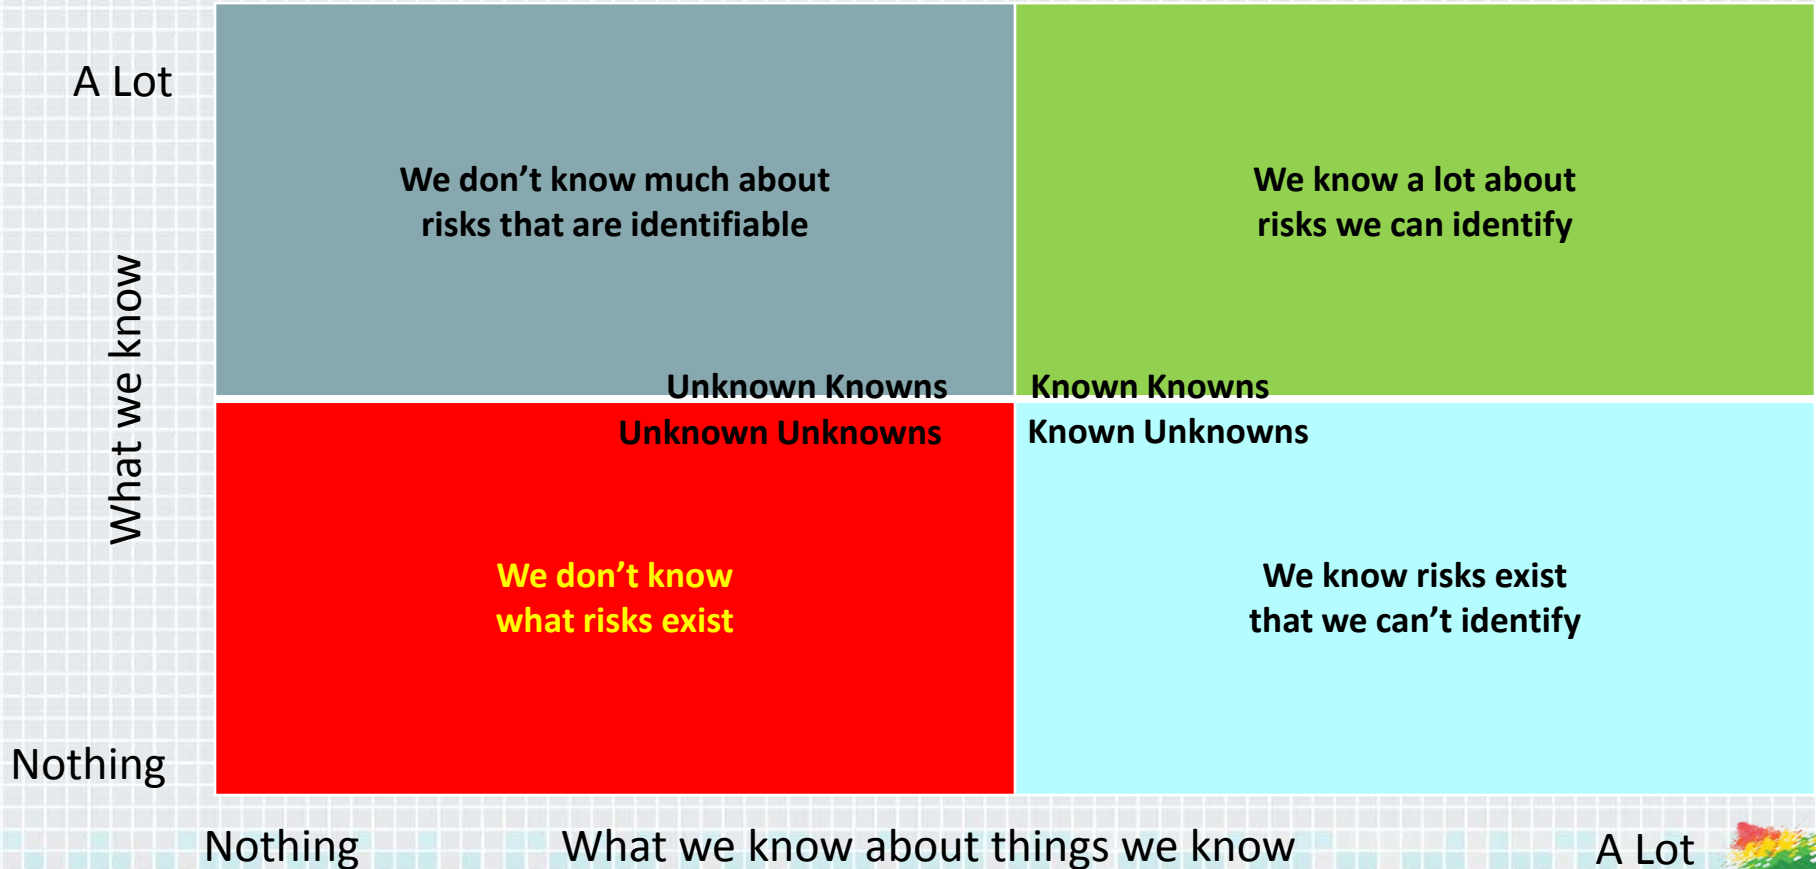 A Lot
We don’t know much about
risks that are identifiable
We know a lot about
risks we can identify
What we know
Unknown Knowns
Known Knowns
Unknown Unknowns
Known Unknowns
We don’t know
what risks exist
We know risks exist
that we can’t identify
Nothing
Nothing
What we know about things we know
A Lot